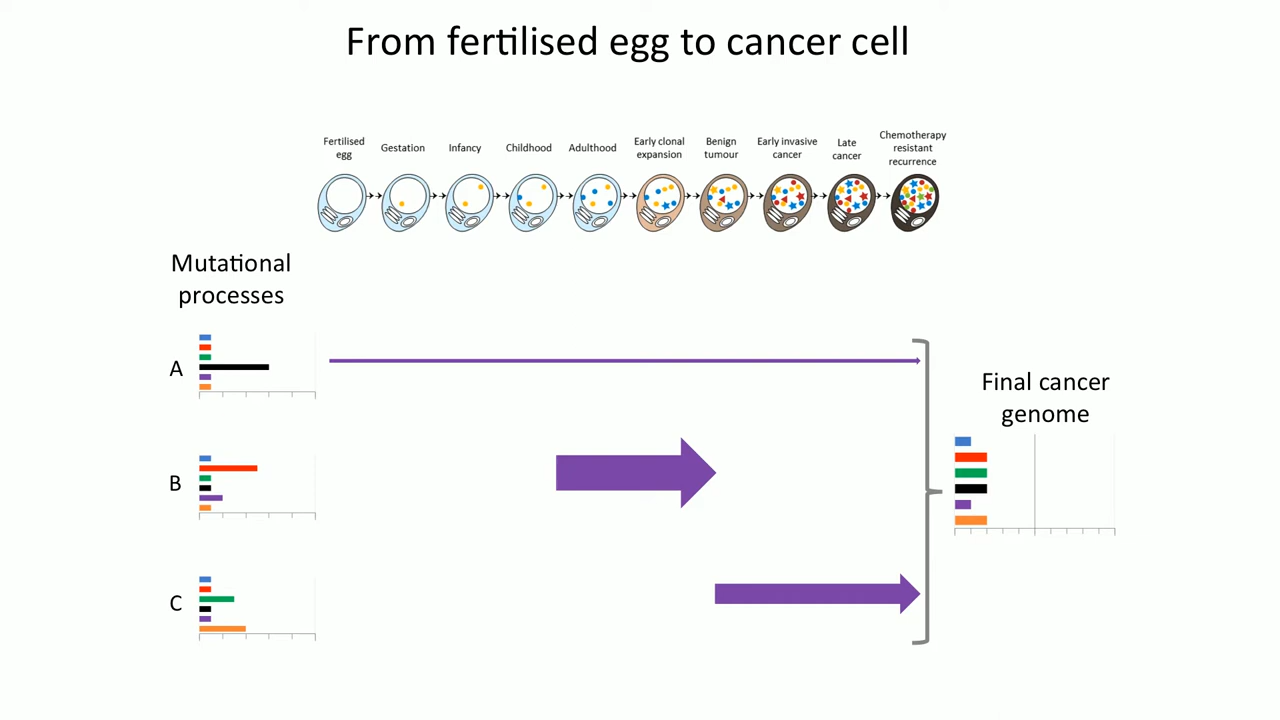 From fertilised egg to cancer cell
Fertilised
egg
Gestation
Infancy
Childhood
Adulthood
Early clonal
expansion
Benign
tumour
Early invasive
cancer
Late
cancer
Chemotherapy
resistant
recurrence
Mutational
processes
A
B
C
Final cancer
genome